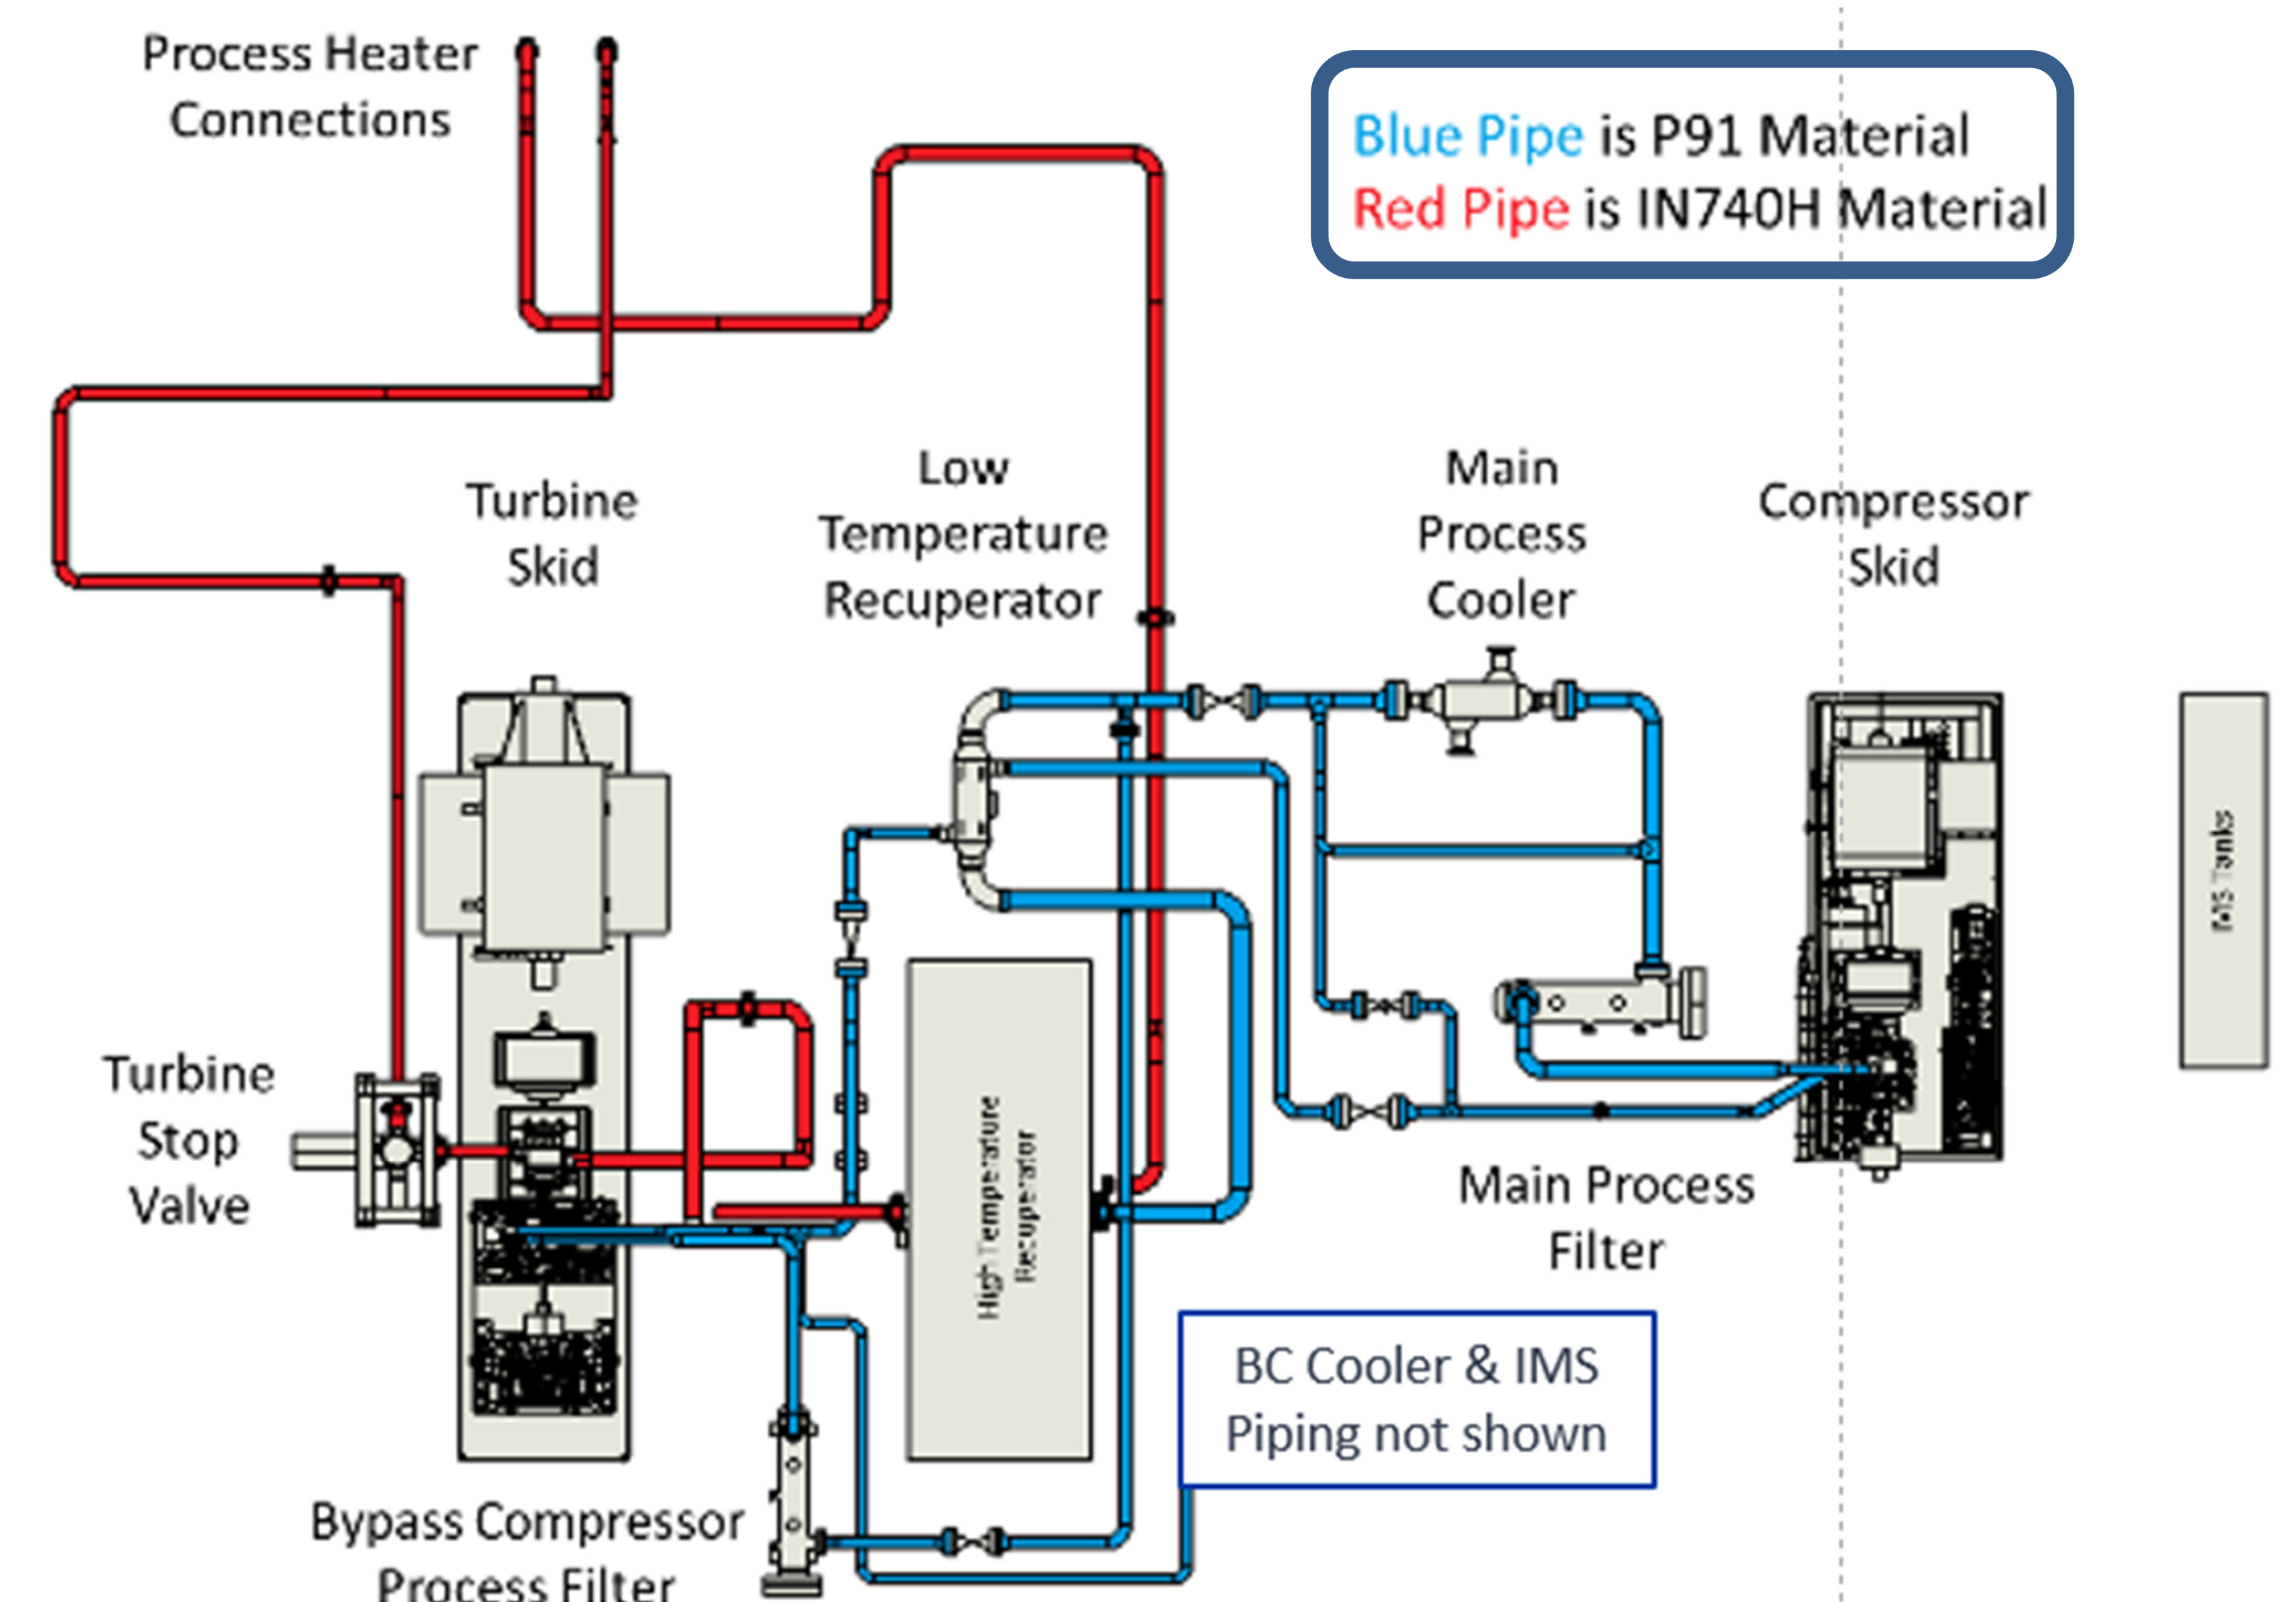 Process Heater
Connections
Blue Pipe is P91 Material
Red Pipe is IN740H Material
Turbine
Skid
Low
Temperature
Recuperator
Main
Process
Cooler
Compressor
Skid
Tanks
Turbine
Stop
Valve
High Temperature
Recuperator
Main Process
Filter
BC Cooler & IMS
Piping not shown
Bypass Compressor
Process Filter